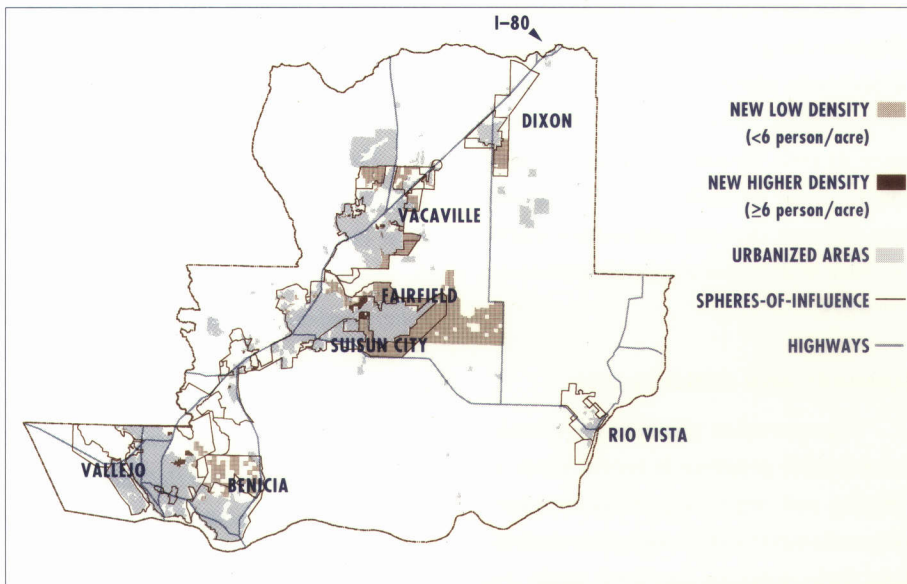 I–80
DIXON
VACAVILLE
FAIRFIELD
SUISUN CITY
RIO VISTA
VALLEJO
BENICIA
NEW LOW DENSITY
(<6 person/acre)
NEW HIGHER DENSITY
(≥6 person/acre)
URBANIZED AREAS
SPHERES-OF-INFLUENCE
HIGHWAYS